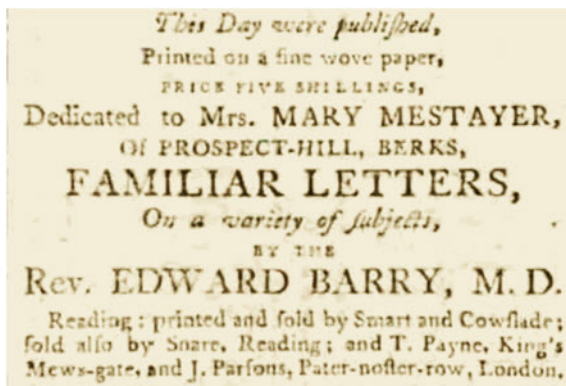 This Day were publiſhed,
Printed on a fine wove paper,
PRICE FIVE SHILLINGS,
Dedicated to Mrs. MARY MESTAYER,
Of PROSPECT-HILL, BERKS,
FAMILIAR LETTERS,
On a variety of ſubjects,
BY THE
Rev. EDWARD BARRY, M.D.
Reading: printed and ſold by Smart and Cowſlade;
ſold alſo by Snare, Reading; and T. Payne, King's
Mews-gate, and J. Parſons, Pater-noſter-row, London.